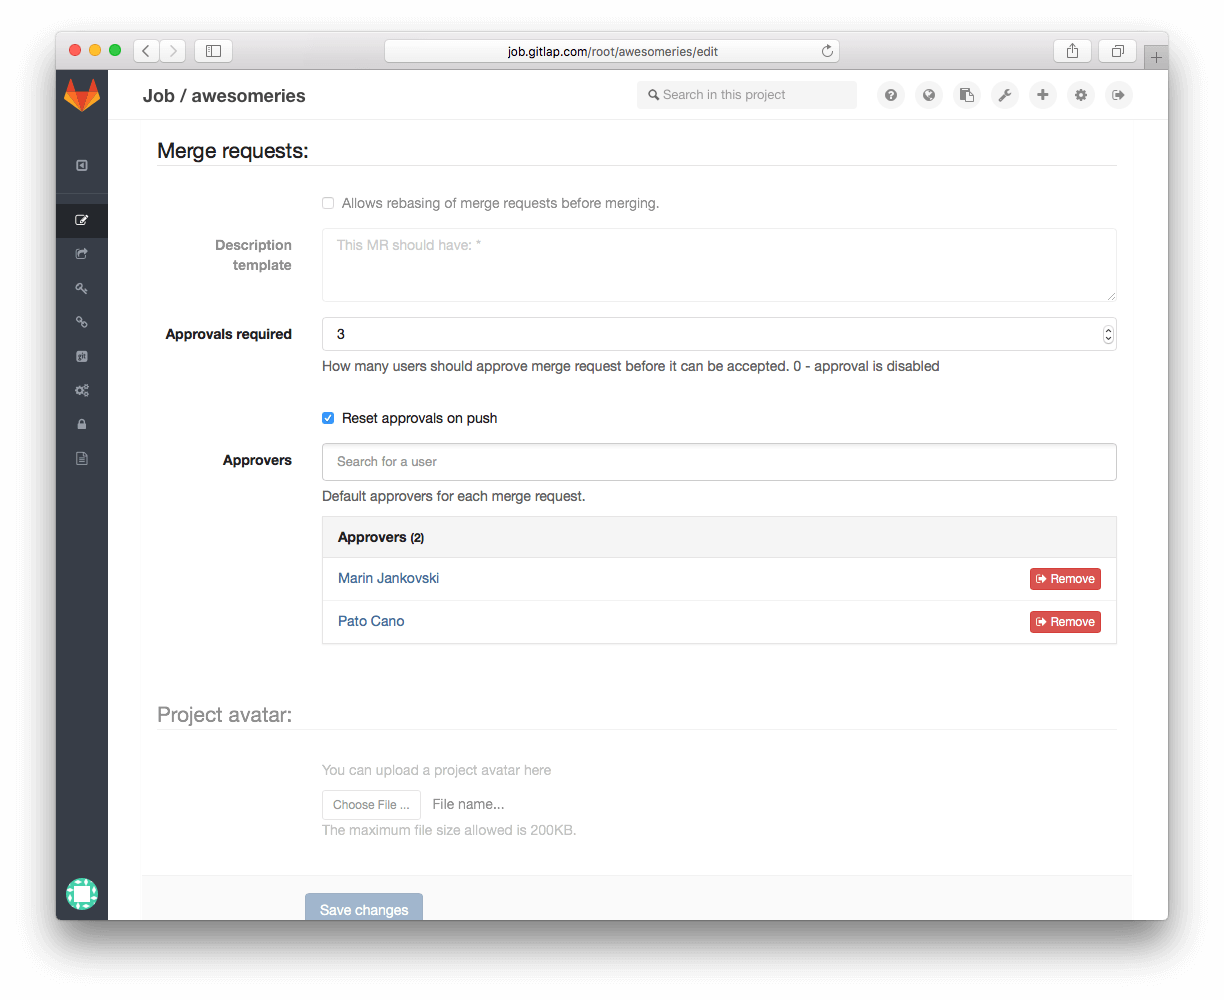 job.gitlap.com/root/awesomeries/edit
Job / awesomeries
Search in this project
Merge requests:
Allows rebasing of merge requests before merging.
Description template
This MR should have: *
Approvals required
3
How many users should approve merge request before it can be accepted. 0 - approval is disabled
Reset approvals on push
Approvers
Search for a user
Default approvers for each merge request.
Approvers (2)
Marin Jankovski
Remove
Pato Cano
Remove
Project avatar:
You can upload a project avatar here
Choose File ...
File name...
The maximum file size allowed is 200KB.
Save changes